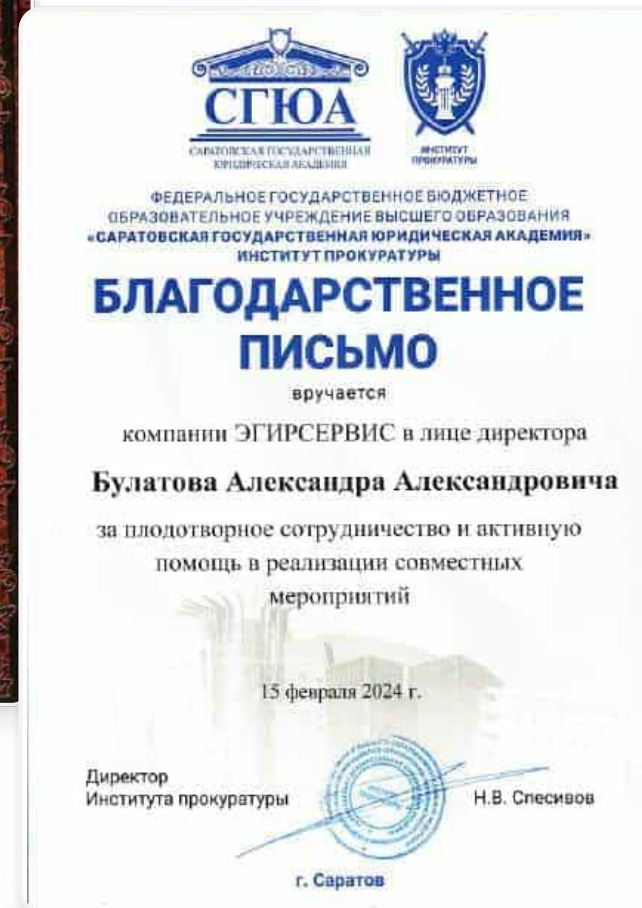 СГЮА
САРАТОВСКАЯ ГОСУДАРСТВЕННАЯ
ЮРИДИЧЕСКАЯ АКАДЕМИЯ
ИНСТИТУТ
ПРОКУРАТУРЫ
ФЕДЕРАЛЬНОЕ ГОСУДАРСТВЕННОЕ БЮДЖЕТНОЕ
ОБРАЗОВАТЕЛЬНОЕ УЧРЕЖДЕНИЕ ВЫСШЕГО ОБРАЗОВАНИЯ
«САРАТОВСКАЯ ГОСУДАРСТВЕННАЯ ЮРИДИЧЕСКАЯ АКАДЕМИЯ»
ИНСТИТУТ ПРОКУРАТУРЫ
БЛАГОДАРСТВЕННОЕ
ПИСЬМО
вручается
компании ЭГИРСЕРВИС в лице директора
Булатова Александра Александровича
за плодотворное сотрудничество и активную
помощь в реализации совместных
мероприятий
15 февраля 2024 г.
Директор
Института прокуратуры
Н.В. Спесивов
г. Саратов